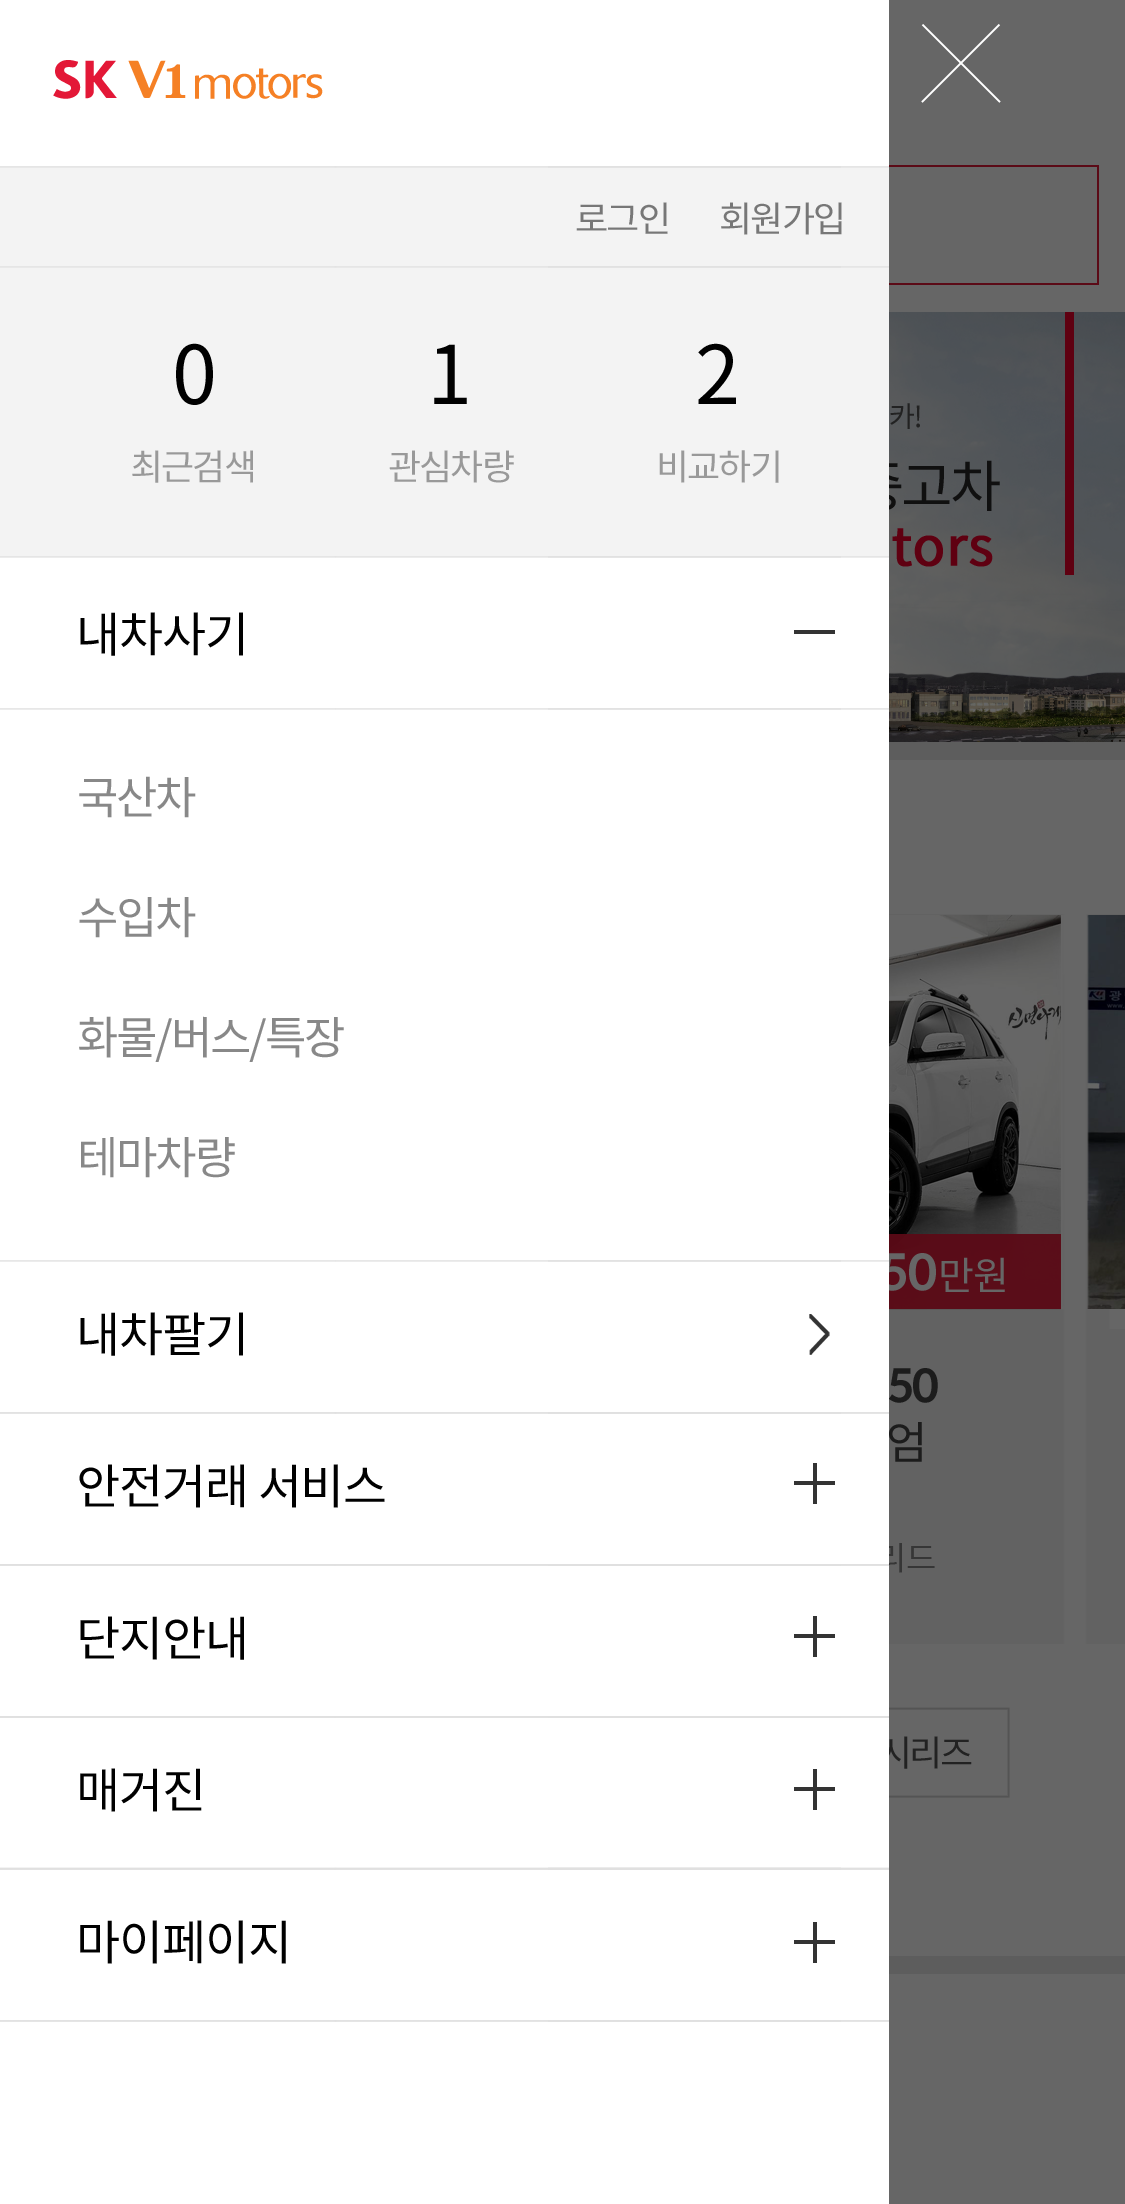 SK V1 motors
로그인 회원가입
0 1 2
최근검색 관심차량 비교하기
내차사기
국산차
수입차
화물/버스/특장
테마차량
내차팔기
안전거래 서비스
단지안내
매거진
마이페이지
카!
중고차
tors
신명나게
50만원
50
엄
리드
시리즈